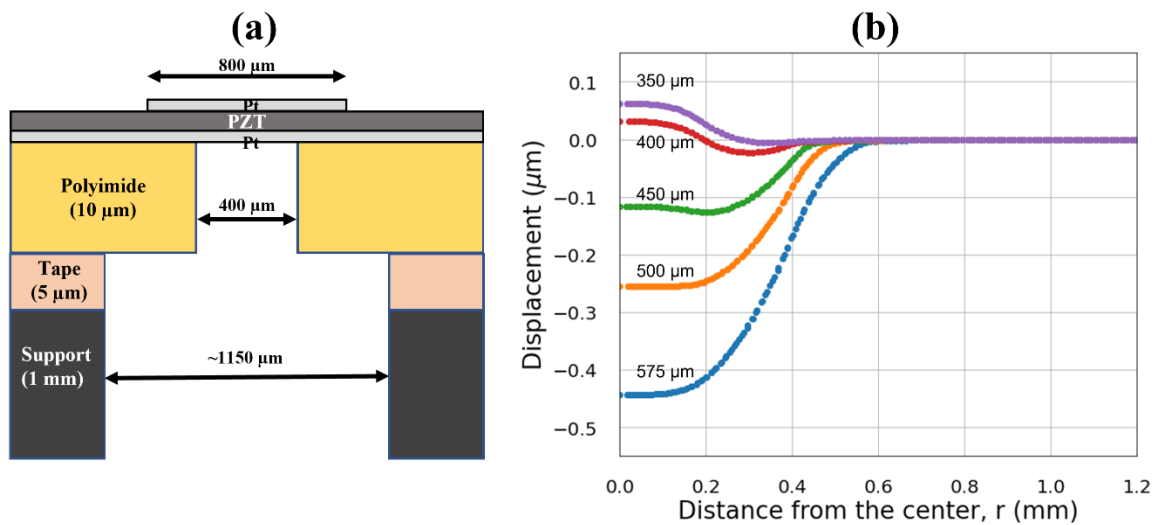 (a)
800 μm
Pt
PZT
Pt
Polyimide
(10 μm)
400 μm
Tape
(5 μm)
Support
(1 mm)
~1150 μm
(b)
Displacement (μm)
0.1
0.0
−0.1
−0.2
−0.3
−0.4
−0.5
350 μm
400 μm
450 μm
500 μm
575 μm
0.0 0.2 0.4 0.6 0.8 1.0 1.2
Distance from the center, r (mm)